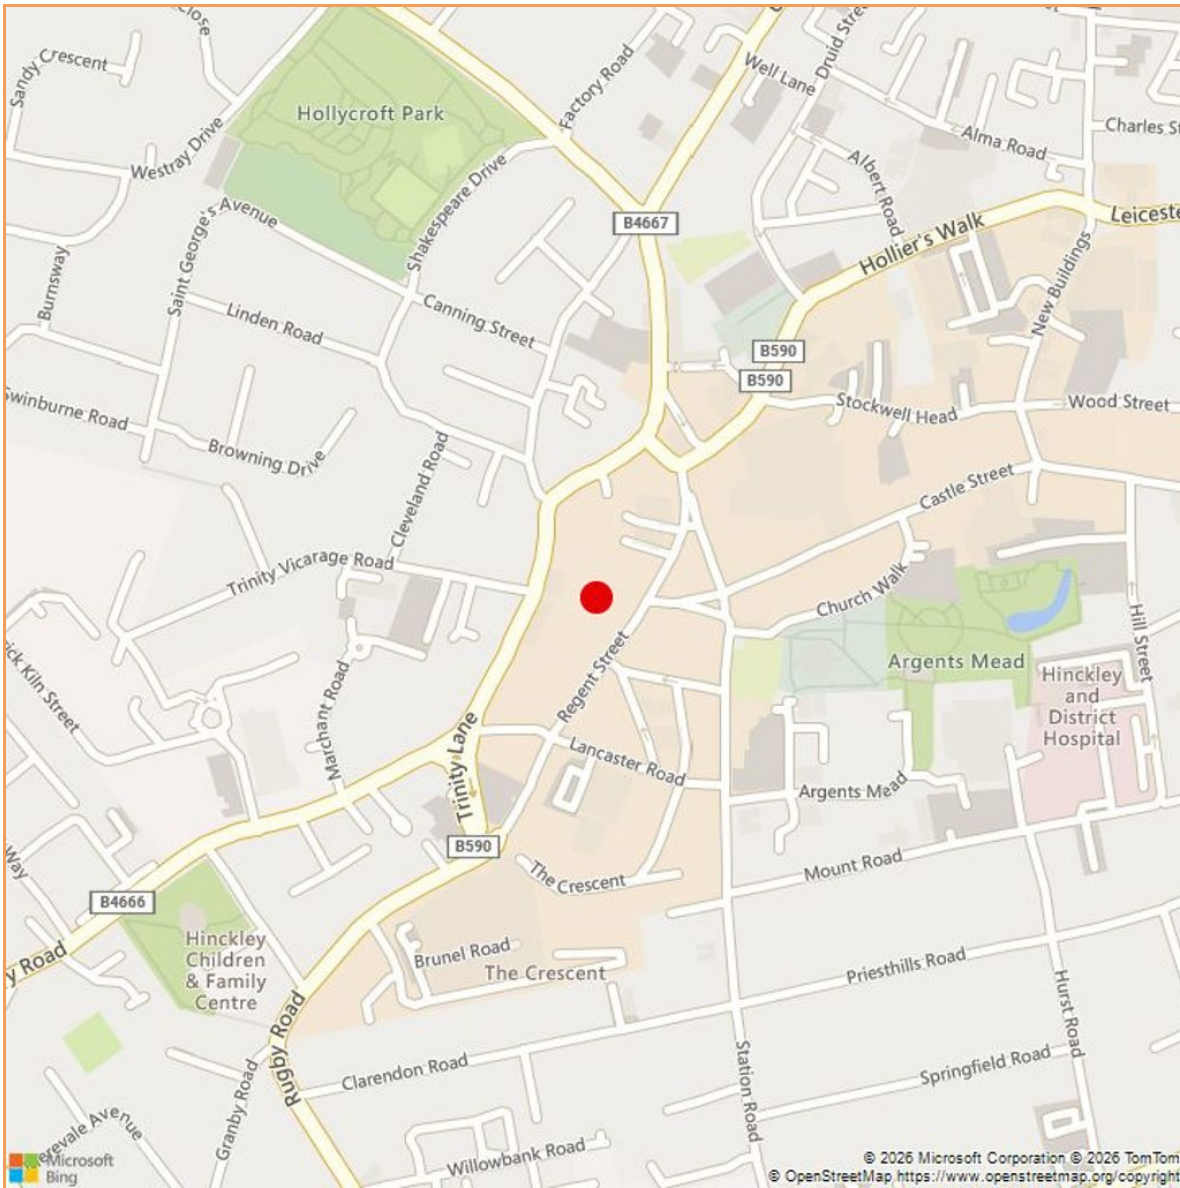 Close
Sandy Crescent
Westray Drive
Hollycroft Park
Factory Road
Well Lane
Druid Street
Alma Road
Charles St
Albert Road
Shakespeare Drive
Saint George's Avenue
Burnsway
B4667
Hollier's Walk
Leiceste
New Buildings
Linden Road
Canning Street
B590
B590
Stockwell Head
Wood Street
Swinburne Road
Browning Drive
Cleveland Road
Castle Street
Trinity Vicarage Road
Church Walk
Hill Street
Argents Mead
Hinckley
and
District
Hospital
rick Kiln Street
Marchant Road
Regent Street
Trinity Lane
Lancaster Road
Argents Mead
B590
The Crescent
Mount Road
Way
B4666
y Road
Hinckley
Children
& Family
Centre
Brunel Road
The Crescent
Priesthills Road
Hurst Road
Rugby Road
Granby Road
Clarendon Road
Station Road
Springfield Road
erevale Avenue
Willowbank Road
Microsoft
Bing
© 2026 Microsoft Corporation © 2026 TomTom
© OpenStreetMap https://www.openstreetmap.org/copyright